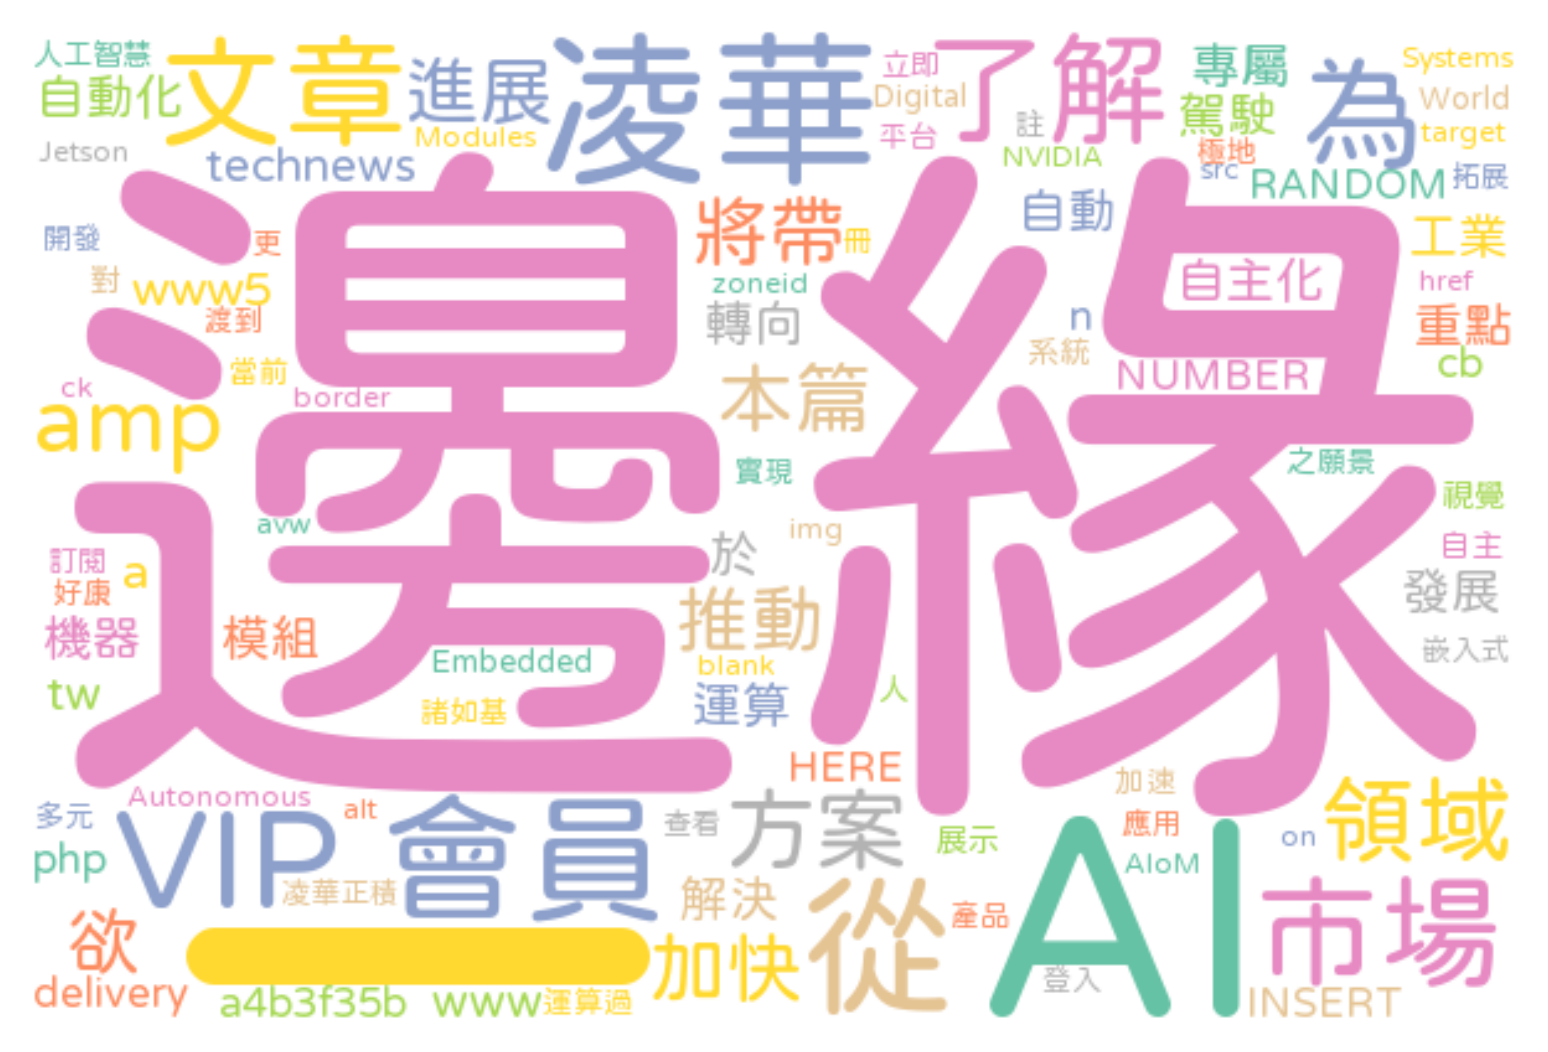 人工智慧
自動化
文章
進展
凌華
立即
了解
專屬
為
Systems
Digital
World
Modules
平台
註
駕駛
target
Jetson
technews
NVIDIA
極地
src
RANDOM
拓展
邊緣
開發
更
將帶
冊
自動
工業
對
www5
zoneid
自主化
href
渡到
轉向
n
重點
系統
當前
cb
ck
border
本篇
NUMBER
amp
實現
之願景
視覺
avw
img
於
自主
訂閱
好康
a
推動
發展
機器
模組
Embedded
blank
嵌入式
tw
諸如基
運算
人
HERE
加速
Autonomous
alt
多元
VIP
會員
查看
方案
展示
應用
on
領域
php
AIoM
AI
凌華正積
解決
從
產品
市場
欲
一
加快
登入
delivery
a4b3f35b
www
運算過
INSERT